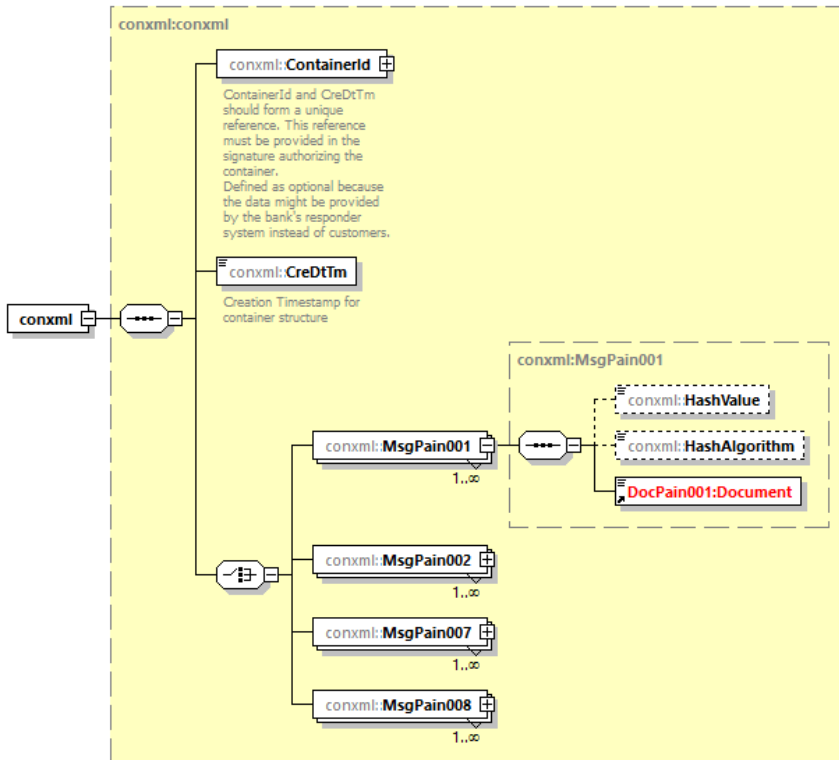 conxml:conxml
conxml::ContainerId
ContainerId and CreDtTm
should form a unique
reference. This reference
must be provided in the
signature authorizing the
container.
Defined as optional because
the data might be provided
by the bank's responder
system instead of customers.
conxml::CreDtTm
Creation Timestamp for
container structure
conxml
conxml:MsgPain001
conxml::HashValue
conxml::MsgPain001
conxml::HashAlgorithm
1..∞
DocPain001:Document
conxml::MsgPain002
1..∞
conxml::MsgPain007
1..∞
conxml::MsgPain008
1..∞